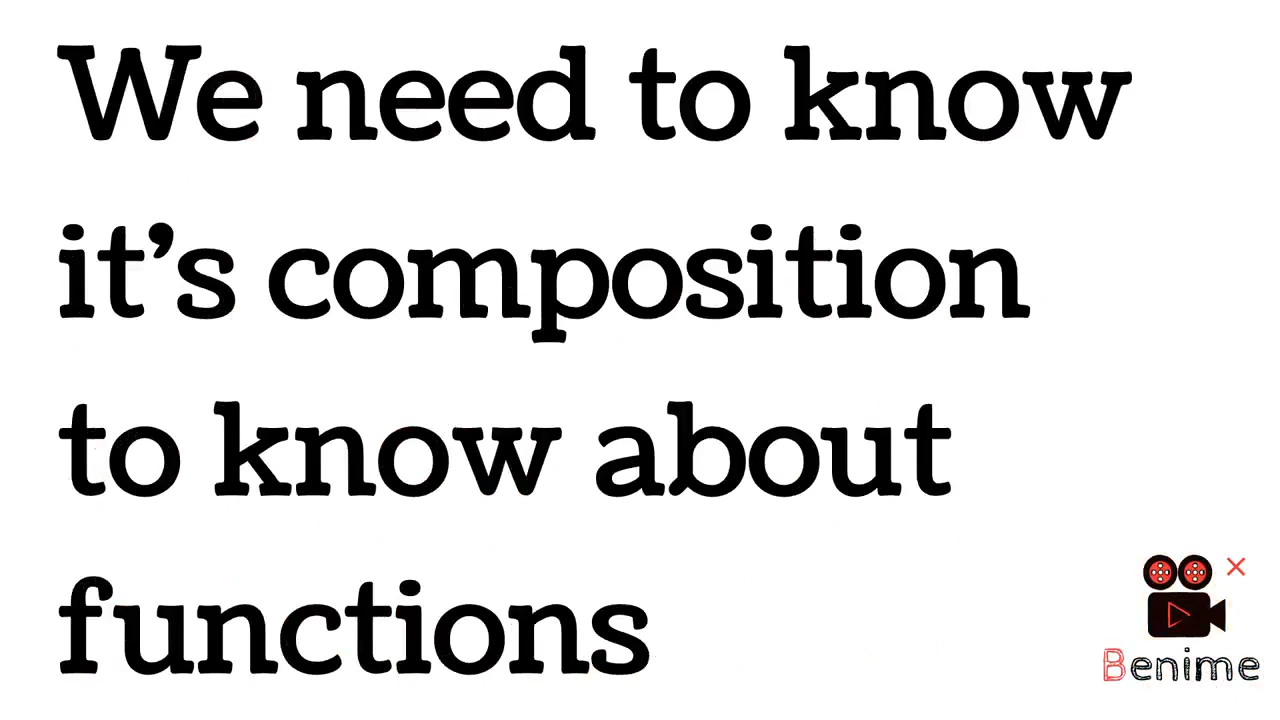 We need to know
it’s composition
to know about
functions
Benime